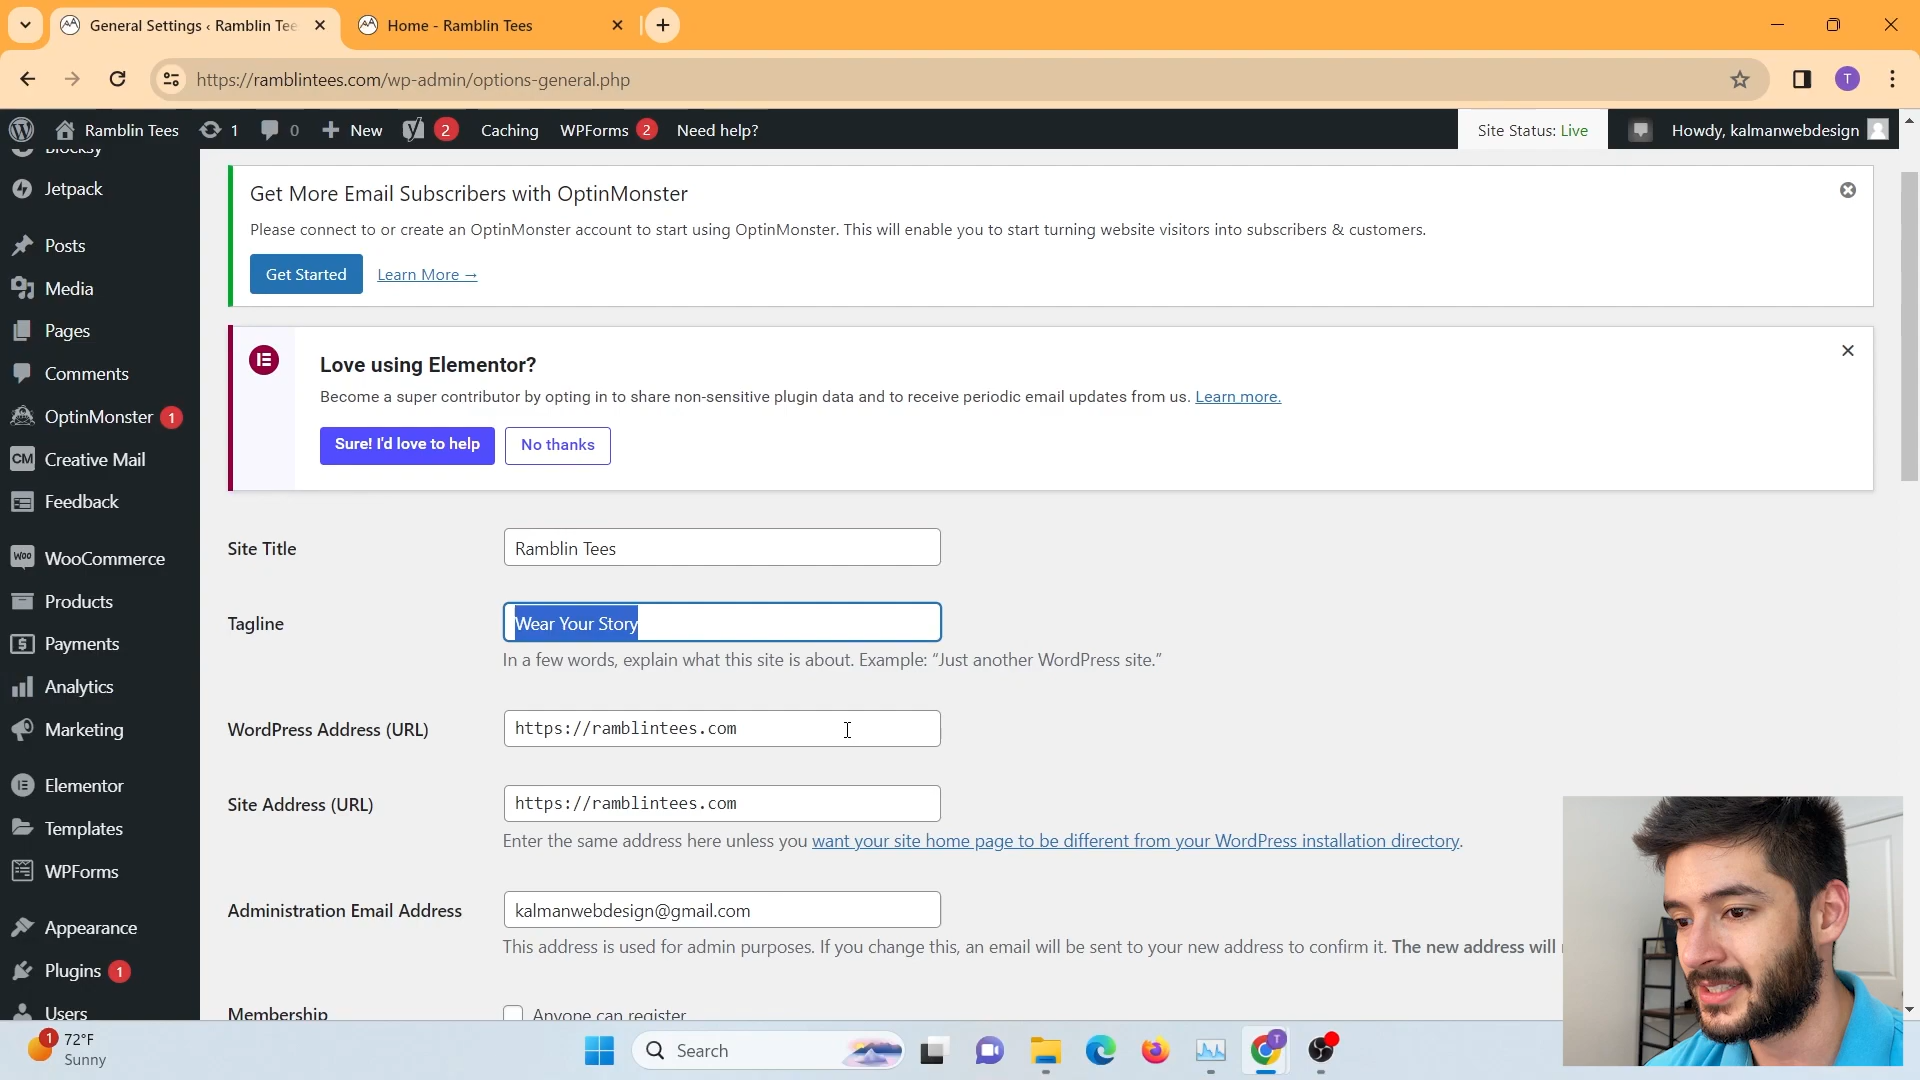 General Settings ‹ Ramblin Tee
Home - Ramblin Tees
https://ramblintees.com/wp-admin/options-general.php
T
Ramblin Tees 1 0 New 2 Caching WPForms 2 Need help? Site Status: Live Howdy, kalmanwebdesign
Blocksy
Jetpack
Posts
Media
Pages
Comments
OptinMonster 1
CM Creative Mail
Feedback
Woo WooCommerce
Products
Payments
Analytics
Marketing
Elementor
Templates
WPForms
Appearance
Plugins 1
Users
Get More Email Subscribers with OptinMonster
Please connect to or create an OptinMonster account to start using OptinMonster. This will enable you to start turning website visitors into subscribers & customers.
Get Started Learn More →
Love using Elementor?
Become a super contributor by opting in to share non-sensitive plugin data and to receive periodic email updates from us. Learn more.
Sure! I'd love to help No thanks
Site Title Ramblin Tees
Tagline Wear Your Story
In a few words, explain what this site is about. Example: “Just another WordPress site.”
WordPress Address (URL) https://ramblintees.com
Site Address (URL) https://ramblintees.com
Enter the same address here unless you want your site home page to be different from your WordPress installation directory.
Administration Email Address kalmanwebdesign@gmail.com
This address is used for admin purposes. If you change this, an email will be sent to your new address to confirm it. The new address will
Membership Anyone can register
1 72°F
Sunny
Search
T